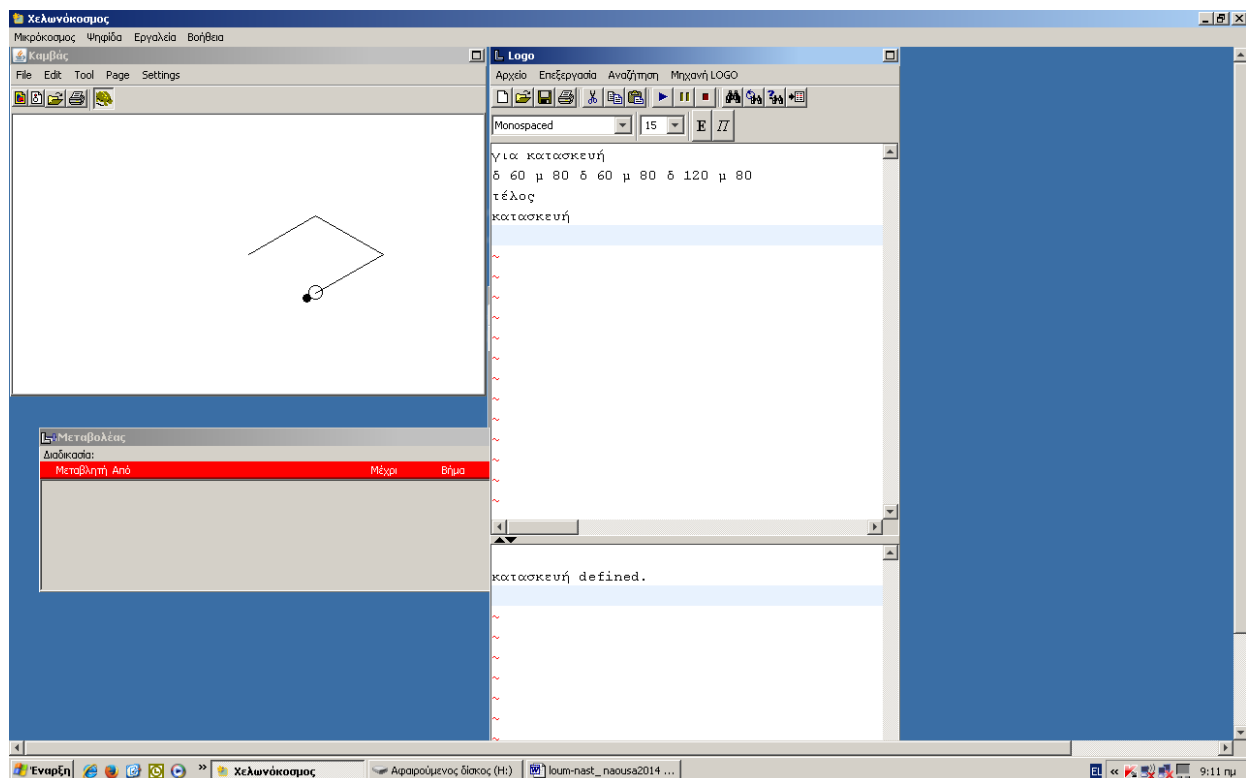 Χελωνόκοσμος
Μικρόκοσμος Ψηφίδα Εργαλεία Βοήθεια
Καμβάς
File Edit Tool Page Settings
Logo
Αρχείο Επεξεργασία Αναζήτηση Μηχανή LOGO
Monospaced 15 E Π
για κατασκευή
δ 60 μ 80 δ 60 μ 80 δ 120 μ 80
τέλος
κατασκευή
~
~
~
~
~
~
~
~
~
~
~
~
~
Μεταβολέας
Διαδικασία:
Μεταβλητή Από Μέχρι Βήμα
κατασκευή defined.
~
~
~
~
~
~
~
Έναρξη » Χελωνόκοσμος Αφαιρούμενος δίσκος (H:) loum-nast_naousa2014 ... EL « 9:11 πμ